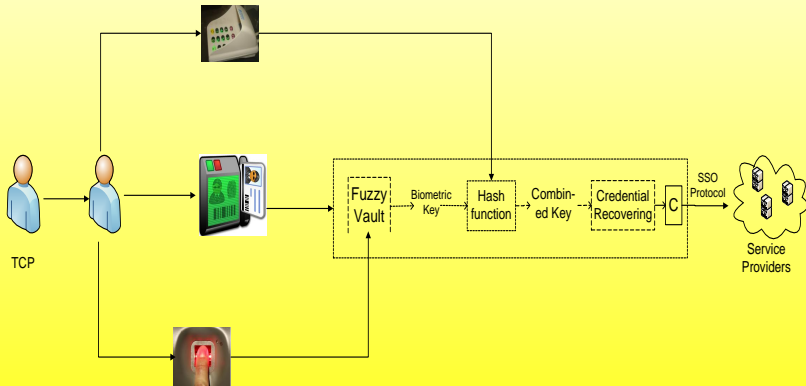 TCP
Fuzzy
Vault
Biometric
Key
Hash
function
Combin-
ed Key
Credential
Recovering
C
SSO
Protocol
Service
Providers